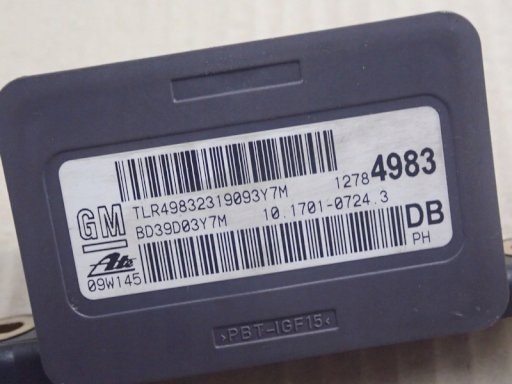 GM
TLR49832319093Y7M 1278 4983
BD39D03Y7M 10.1701-0724.3 DB
Ate
09W145 PH
>PBT-IGF15<